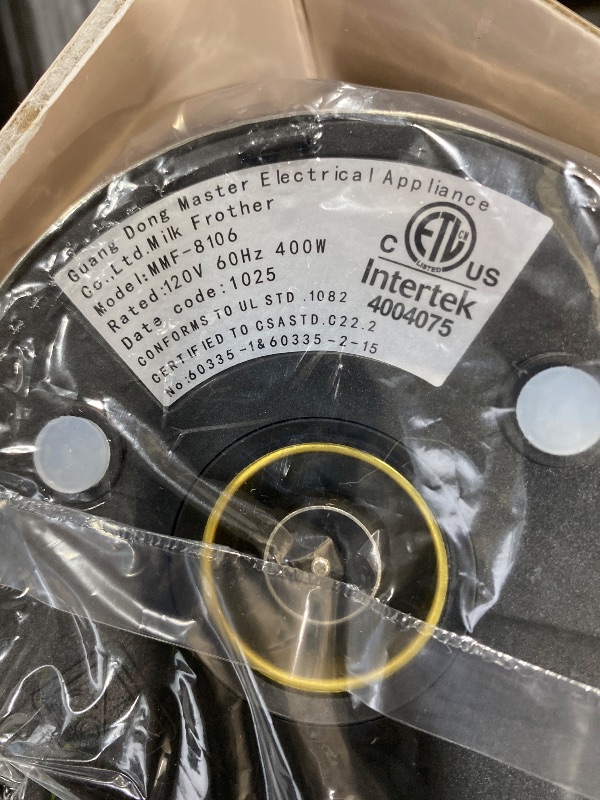 Guang Dong Master Electrical Appliance
Co.,Ltd Milk Frother
Model:MMF-8106
Rated:120V 60Hz 400W
Date code:1025
CONFORMS TO UL STD .1082
CERTIFIED TO CSASTD.C22.2
No:60335-1&60335-2-15
ETL CM
LISTED
C US
Intertek
4004075